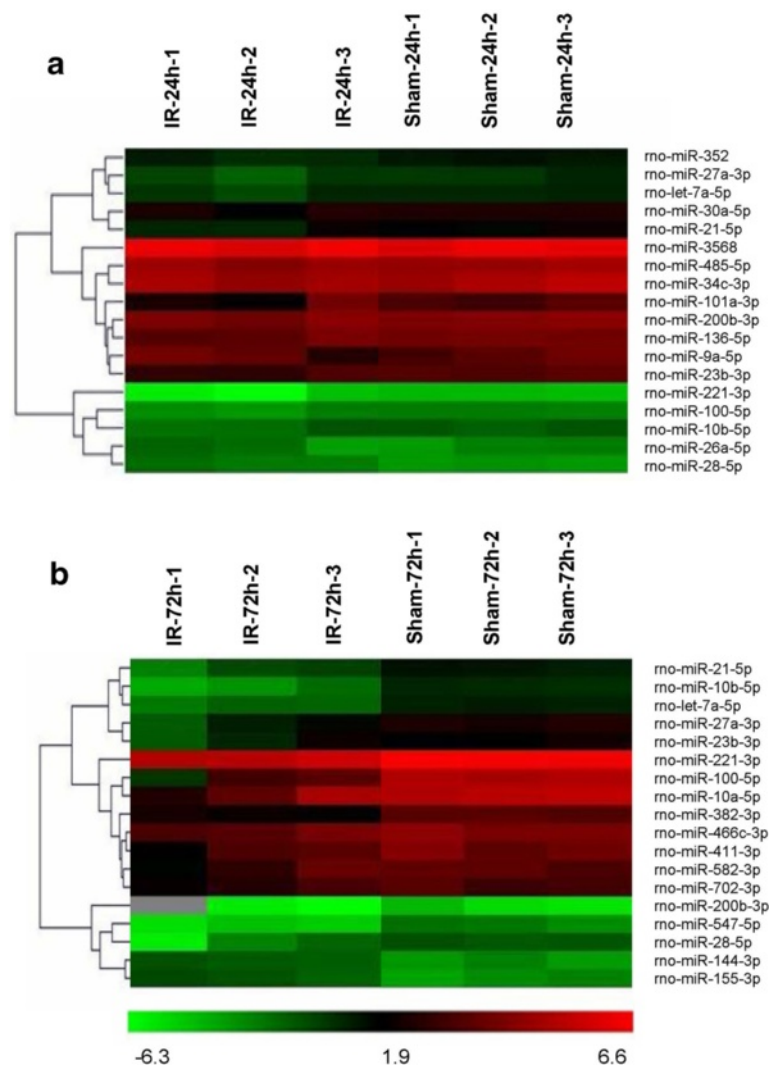 a
IR-24h-1
IR-24h-2
IR-24h-3
Sham-24h-1
Sham-24h-2
Sham-24h-3
rno-miR-352
rno-miR-27a-3p
rno-let-7a-5p
rno-miR-30a-5p
rno-miR-21-5p
rno-miR-3568
rno-miR-485-5p
rno-miR-34c-3p
rno-miR-101a-3p
rno-miR-200b-3p
rno-miR-136-5p
rno-miR-9a-5p
rno-miR-23b-3p
rno-miR-221-3p
rno-miR-100-5p
rno-miR-10b-5p
rno-miR-26a-5p
rno-miR-28-5p
b
IR-72h-1
IR-72h-2
IR-72h-3
Sham-72h-1
Sham-72h-2
Sham-72h-3
rno-miR-21-5p
rno-miR-10b-5p
rno-let-7a-5p
rno-miR-27a-3p
rno-miR-23b-3p
rno-miR-221-3p
rno-miR-100-5p
rno-miR-10a-5p
rno-miR-382-3p
rno-miR-466c-3p
rno-miR-411-3p
rno-miR-582-3p
rno-miR-702-3p
rno-miR-200b-3p
rno-miR-547-5p
rno-miR-28-5p
rno-miR-144-3p
rno-miR-155-3p
-6.3 1.9 6.6